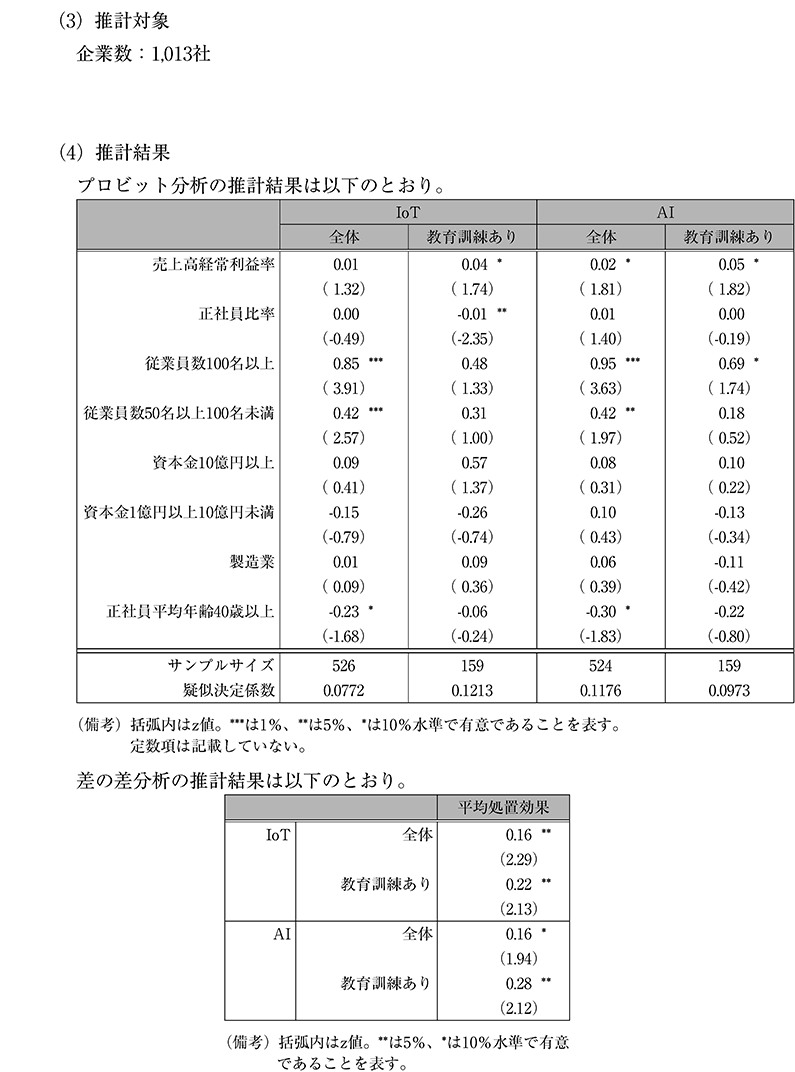 （3）推計対象
企業数：1,013社
（4）推計結果
プロビット分析の推計結果は以下のとおり。
IoT AI
全体 教育訓練あり 全体 教育訓練あり
売上高経常利益率 0.01 0.04 * 0.02 * 0.05 *
( 1.32) ( 1.74) ( 1.81) ( 1.82)
正社員比率 0.00 -0.01 ** 0.01 0.00
(-0.49) (-2.35) ( 1.40) (-0.19)
従業員数100名以上 0.85 *** 0.48 0.95 *** 0.69 *
( 3.91) ( 1.33) ( 3.63) ( 1.74)
従業員数50名以上100名未満 0.42 *** 0.31 0.42 ** 0.18
( 2.57) ( 1.00) ( 1.97) ( 0.52)
資本金10億円以上 0.09 0.57 0.08 0.10
( 0.41) ( 1.37) ( 0.31) ( 0.22)
資本金1億円以上10億円未満 -0.15 -0.26 0.10 -0.13
(-0.79) (-0.74) ( 0.43) (-0.34)
製造業 0.01 0.09 0.06 -0.11
( 0.09) ( 0.36) ( 0.39) (-0.42)
正社員平均年齢40歳以上 -0.23 * -0.06 -0.30 * -0.22
(-1.68) (-0.24) (-1.83) (-0.80)
サンプルサイズ 526 159 524 159
疑似決定係数 0.0772 0.1213 0.1176 0.0973
（備考）括弧内はz値。***は1％、**は5％、*は10％水準で有意であることを表す。
定数項は記載していない。
差の差分析の推計結果は以下のとおり。
平均処置効果
IoT 全体 0.16 **
(2.29)
教育訓練あり 0.22 **
(2.13)
AI 全体 0.16 *
(1.94)
教育訓練あり 0.28 **
(2.12)
（備考）括弧内はz値。**は5％、*は10％水準で有意
であることを表す。